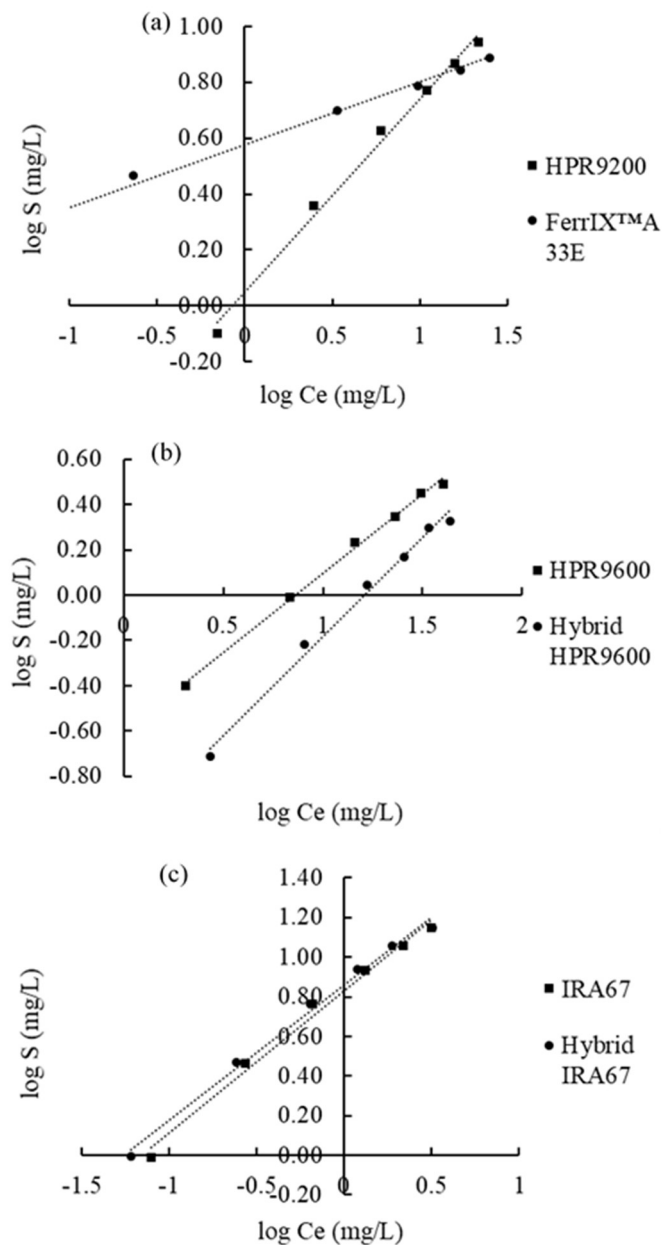 (a)
1.00
0.80
0.60
0.40
0.20
0.00
-0.20
-1 -0.5 0 0.5 1 1.5
log S (mg/L)
log Ce (mg/L)
HPR9200
FerrIX™A
33E
(b)
0.60
0.40
0.20
0.00
-0.20
-0.40
-0.60
-0.80
0 0.5 1 1.5 2
log S (mg/L)
log Ce (mg/L)
HPR9600
Hybrid
HPR9600
(c)
1.40
1.20
1.00
0.80
0.60
0.40
0.20
0.00
-0.20
-1.5 -1 -0.5 0 0.5 1
log S (mg/L)
log Ce (mg/L)
IRA67
Hybrid
IRA67